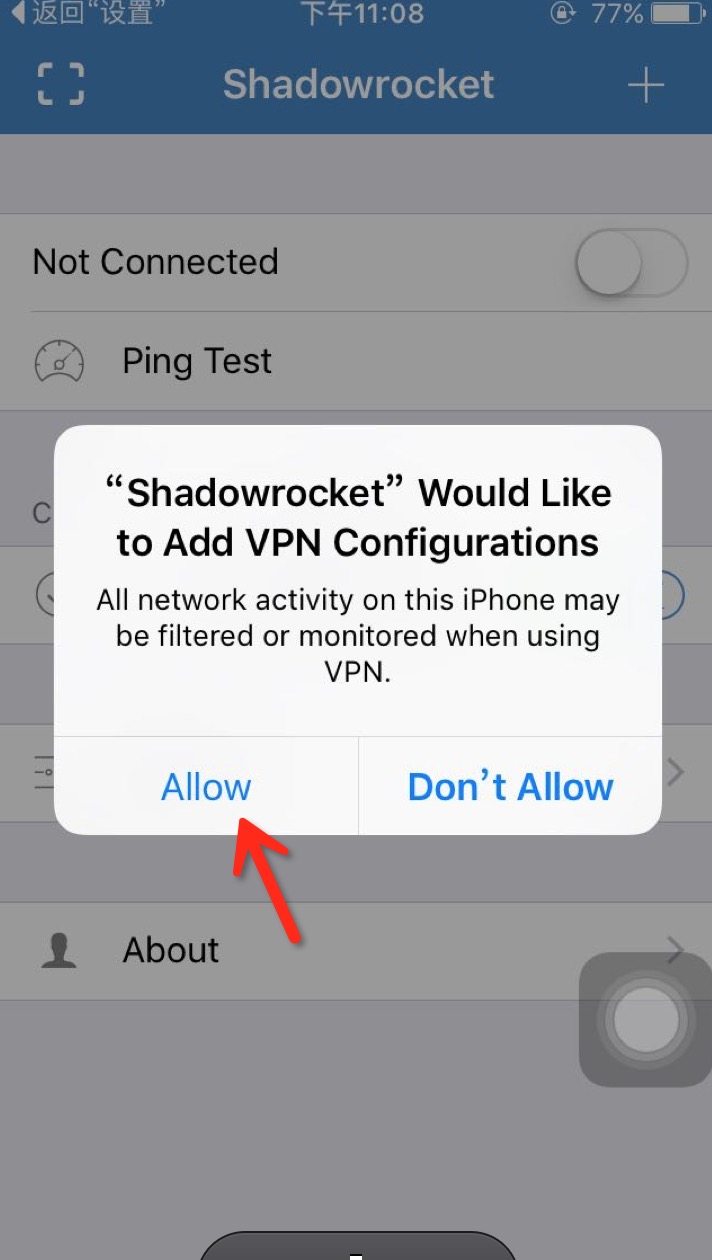 返回“设置”
下午11:08
77%
Shadowrocket
Not Connected
Ping Test
C
“Shadowrocket” Would Like
to Add VPN Configurations
All network activity on this iPhone may
be filtered or monitored when using
VPN.
Allow
Don’t Allow
About